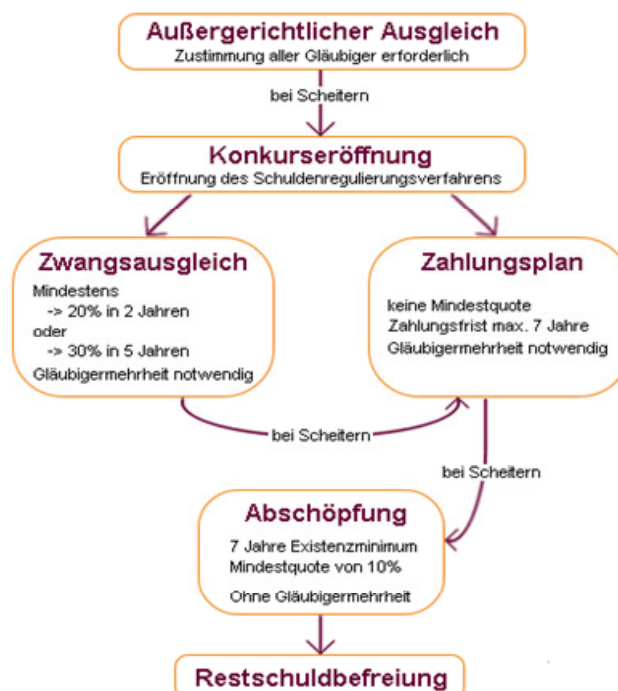 Außergerichtlicher Ausgleich
Zustimmung aller Gläubiger erforderlich
bei Scheitern
Konkurseröffnung
Eröffnung des Schuldenregulierungsverfahrens
Zwangsausgleich
Mindestens
-> 20% in 2 Jahren
oder
-> 30% in 5 Jahren
Gläubigermehrheit notwendig
Zahlungsplan
keine Mindestquote
Zahlungsfrist max. 7 Jahre
Gläubigermehrheit notwendig
bei Scheitern
bei Scheitern
Abschöpfung
7 Jahre Existenzminimum
Mindestquote von 10%
Ohne Gläubigermehrheit
Restschuldbefreiung